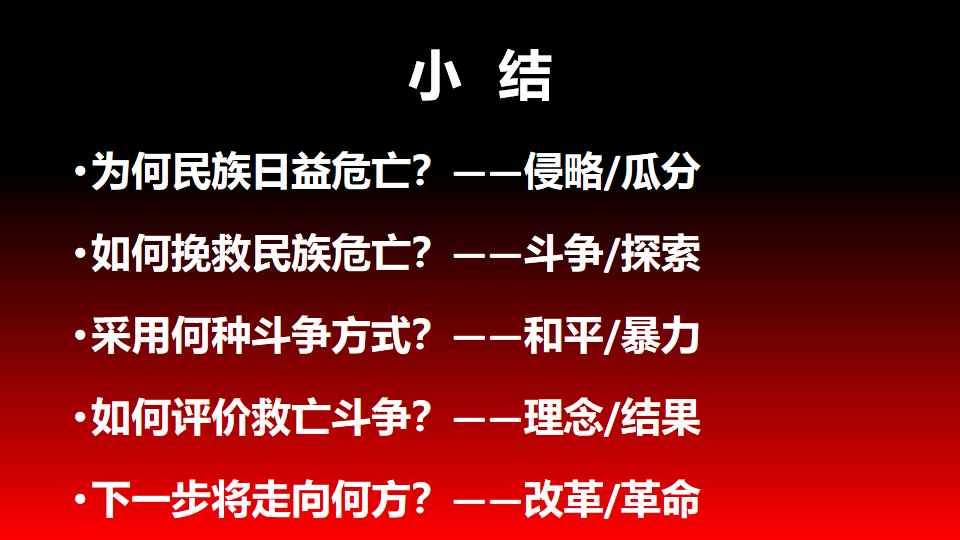 小 结
•为何民族日益危亡？——侵略/瓜分
•如何挽救民族危亡？——斗争/探索
•采用何种斗争方式？——和平/暴力
•如何评价救亡斗争？——理念/结果
•下一步将走向何方？——改革/革命